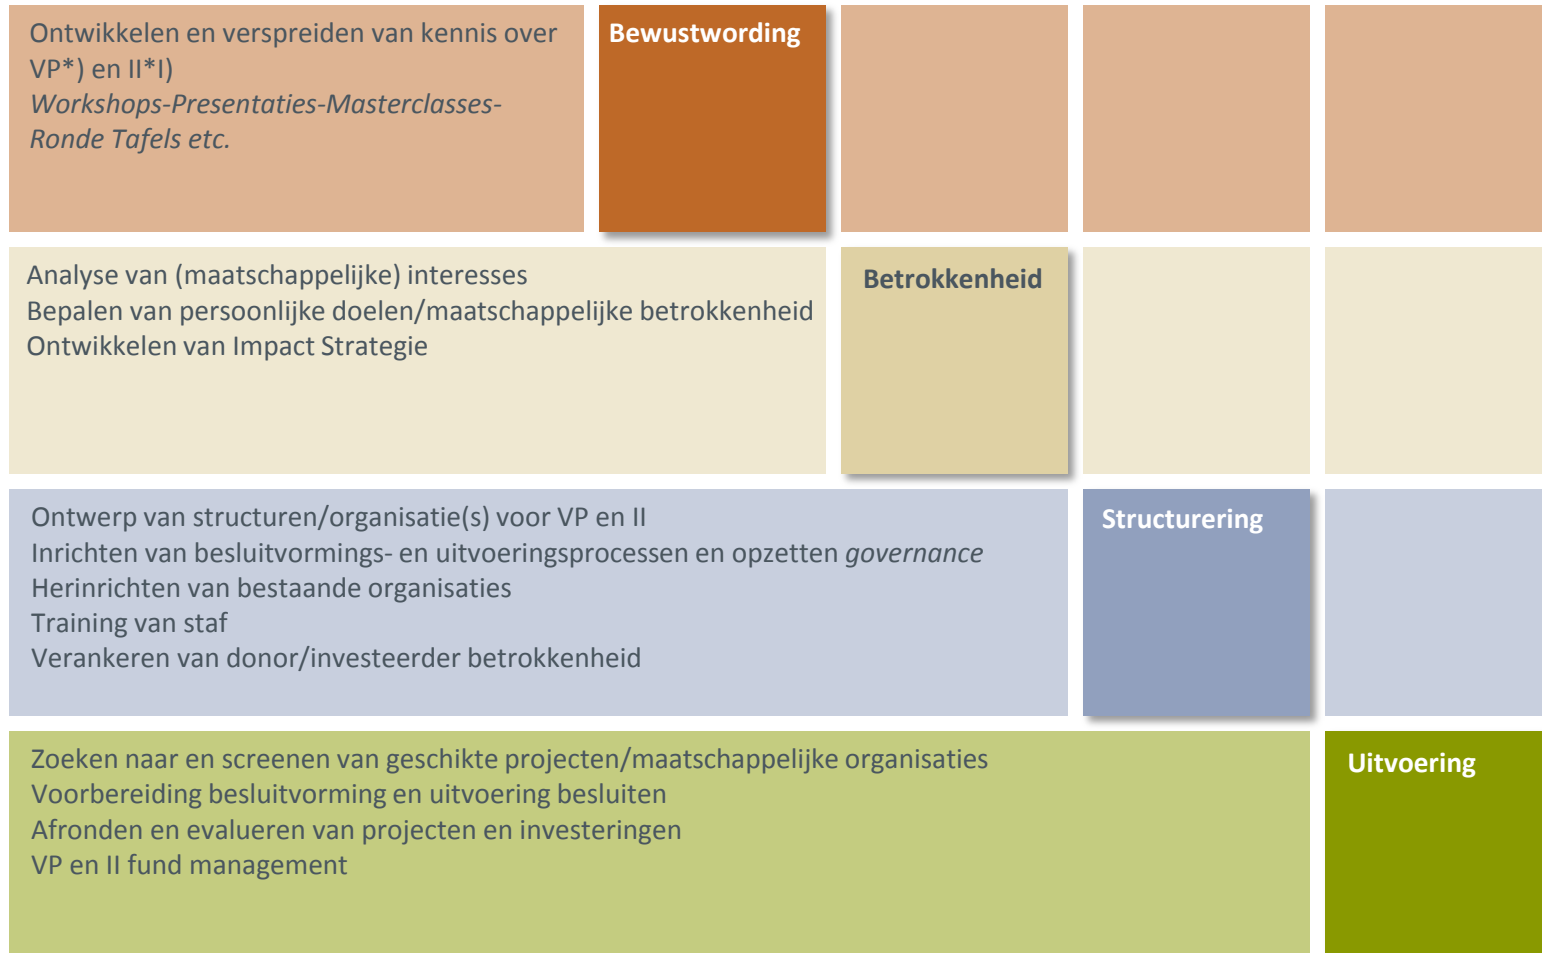 Ontwikkelen en verspreiden van kennis over
VP*) en II*I)
Workshops-Presentaties-Masterclasses-
Ronde Tafels etc.
Bewustwording
Analyse van (maatschappelijke) interesses
Bepalen van persoonlijke doelen/maatschappelijke betrokkenheid
Ontwikkelen van Impact Strategie
Betrokkenheid
Ontwerp van structuren/organisatie(s) voor VP en II
Inrichten van besluitvormings- en uitvoeringsprocessen en opzetten governance
Herinrichten van bestaande organisaties
Training van staf
Verankeren van donor/investeerder betrokkenheid
Structurering
Zoeken naar en screenen van geschikte projecten/maatschappelijke organisaties
Voorbereiding besluitvorming en uitvoering besluiten
Afronden en evalueren van projecten en investeringen
VP en II fund management
Uitvoering